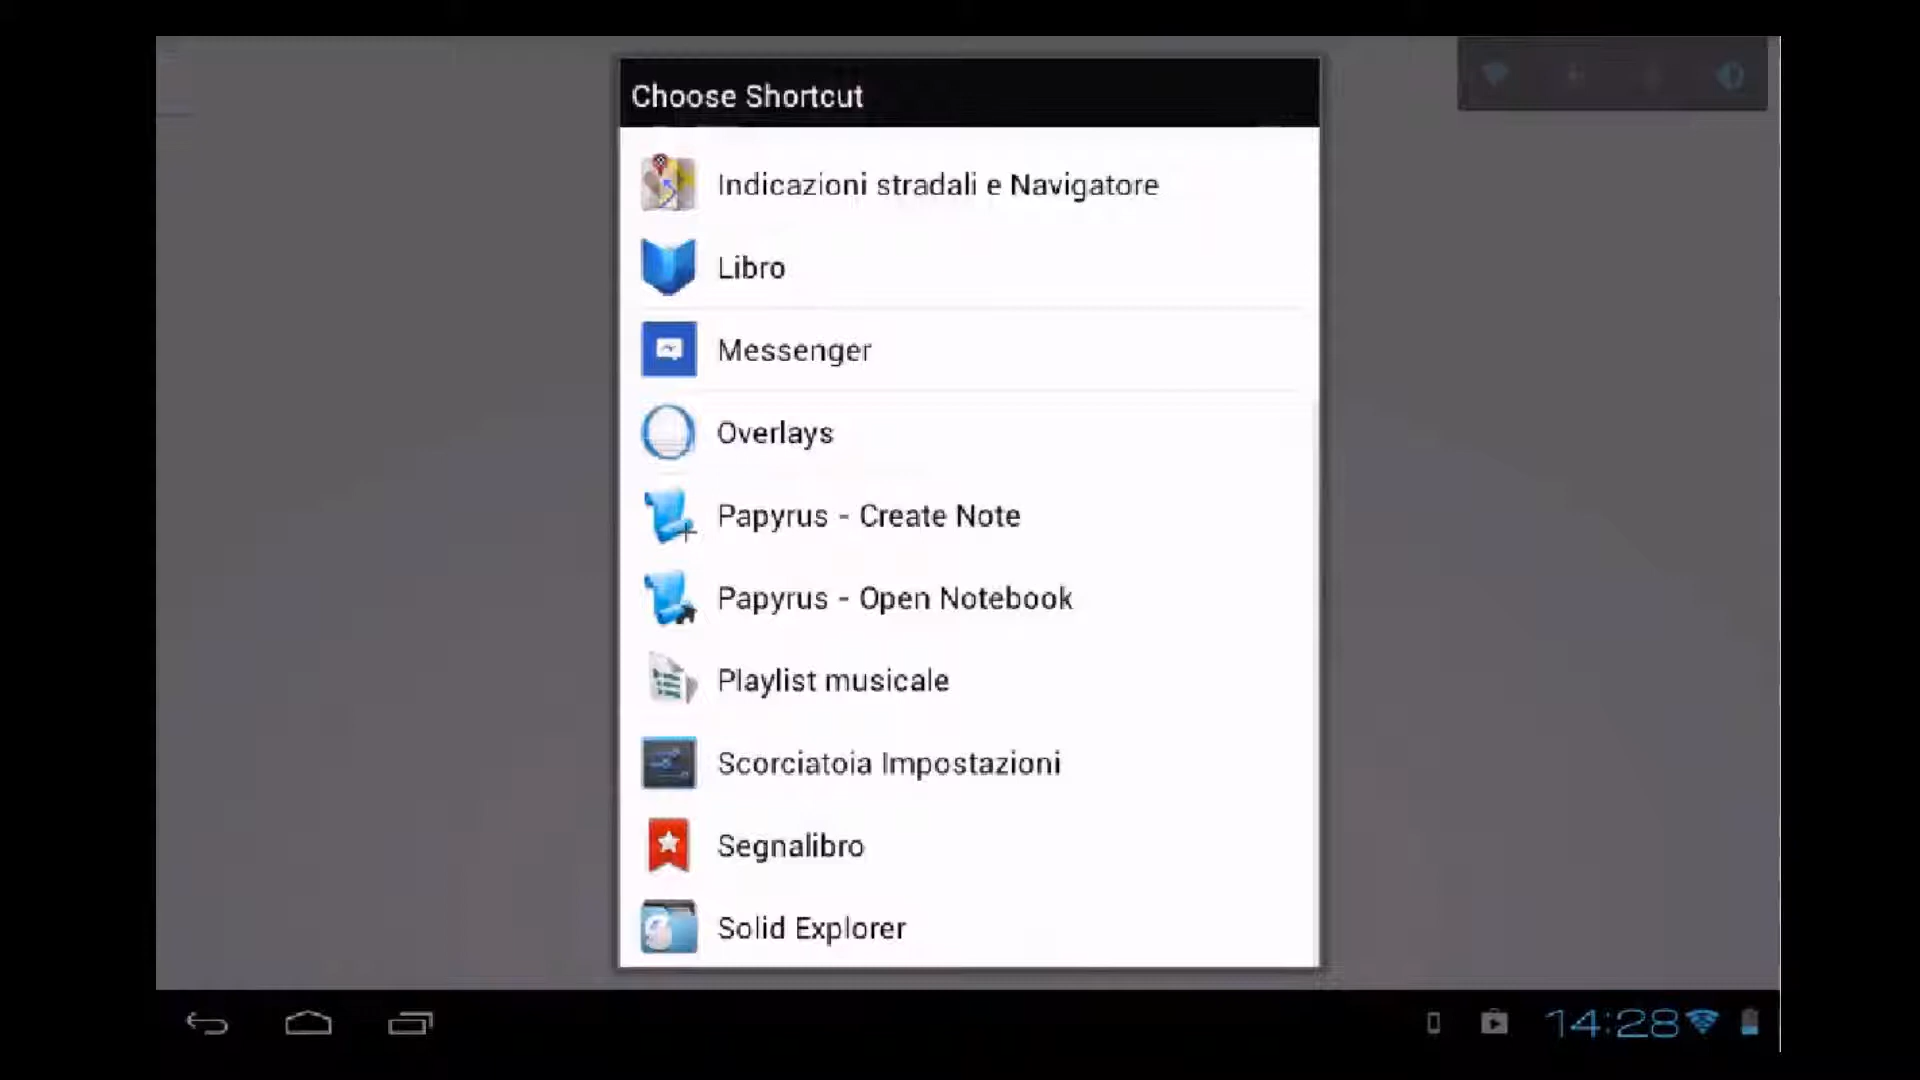 Choose Shortcut
Indicazioni stradali e Navigatore
Libro
Messenger
Overlays
Papyrus - Create Note
Papyrus - Open Notebook
Playlist musicale
Scorciatoia Impostazioni
Segnalibro
Solid Explorer
14:28